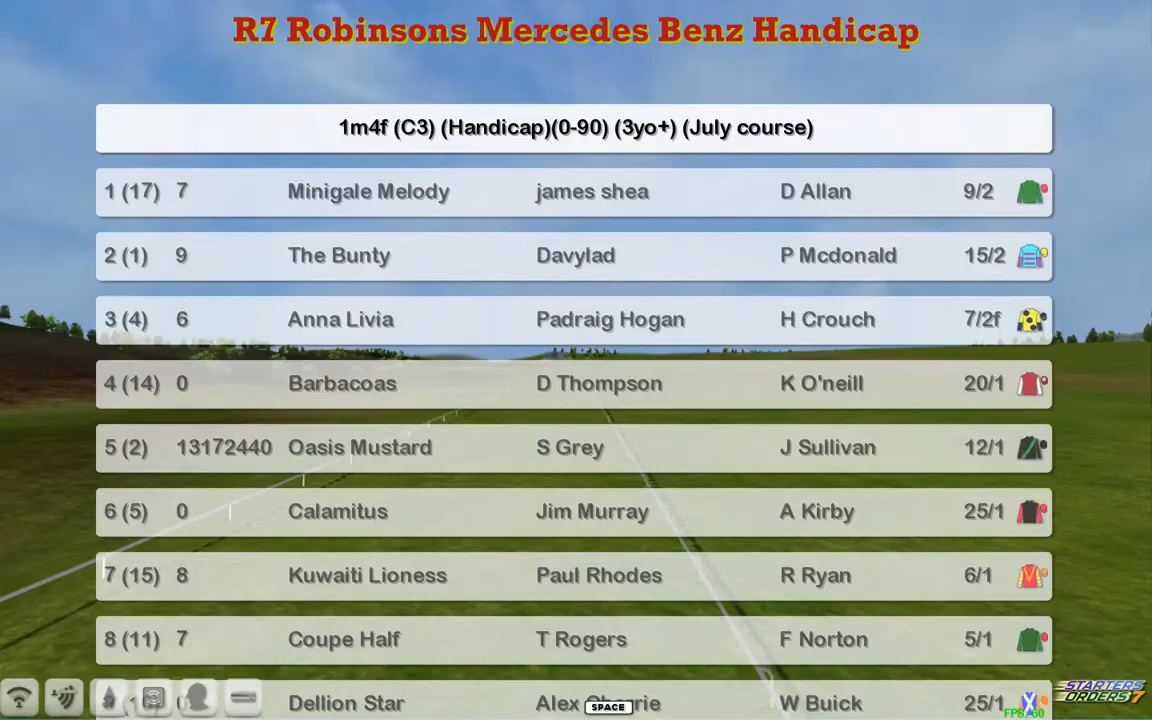 R7 Robinsons Mercedes Benz Handicap
1m4f (C3) (Handicap)(0-90) (3yo+) (July course)
1 (17) 7 Minigale Melody james shea D Allan 9/2
2 (1) 9 The Bunty Davylad P Mcdonald 15/2
3 (4) 6 Anna Livia Padraig Hogan H Crouch 7/2f
4 (14) 0 Barbacoas D Thompson K O'neill 20/1
5 (2) 13172440 Oasis Mustard S Grey J Sullivan 12/1
6 (5) 0 Calamitus Jim Murray A Kirby 25/1
7 (15) 8 Kuwaiti Lioness Paul Rhodes R Ryan 6/1
8 (11) 7 Coupe Half T Rogers F Norton 5/1
Dellion Star Alex W Buick 25/1
SPACE
STARTERS ORDERS 7
FPS: 60